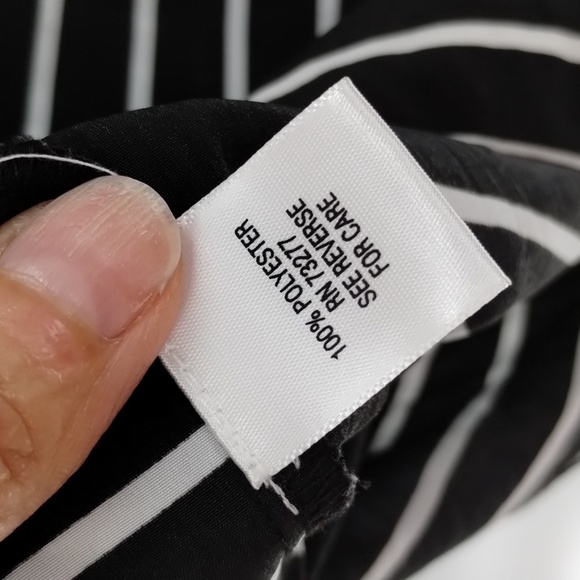 100% POLYESTER
RN 73277
SEE REVERSE
FOR CARE